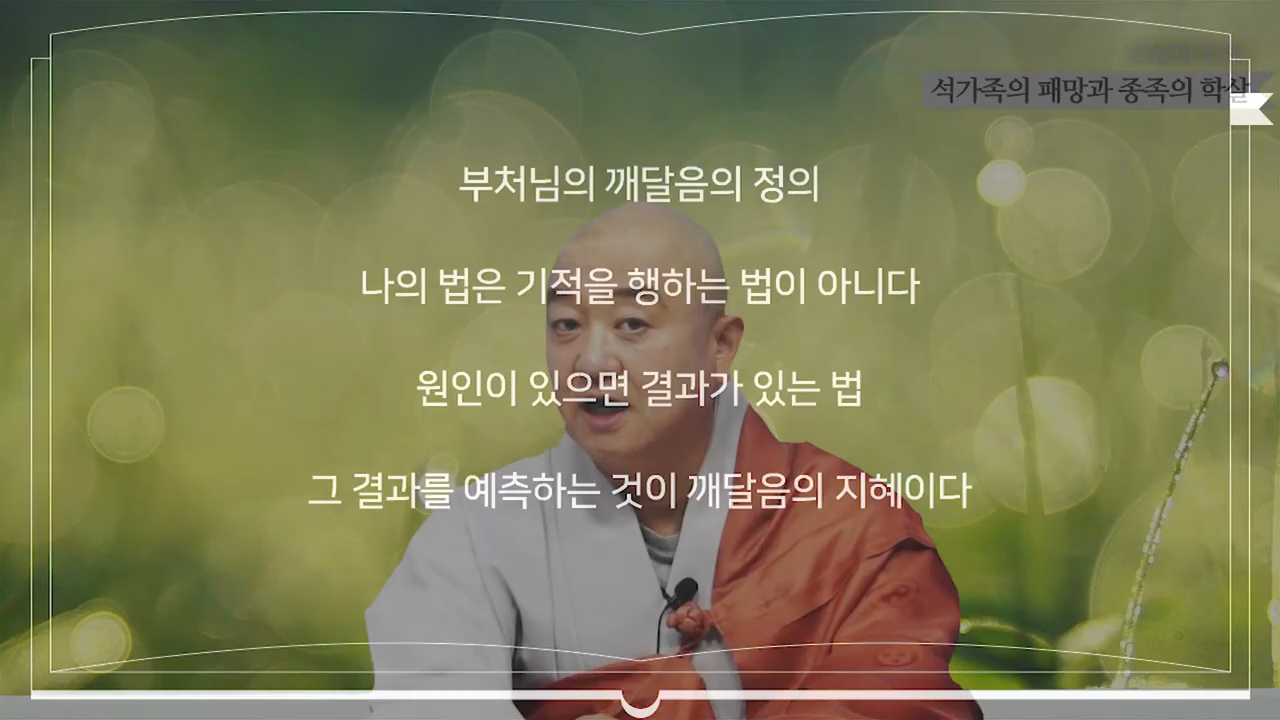 석가족의 패망과 종족의 학살
부처님의 깨달음의 정의
나의 법은 기적을 행하는 법이 아니다
원인이 있으면 결과가 있는 법
그 결과를 예측하는 것이 깨달음의 지혜이다